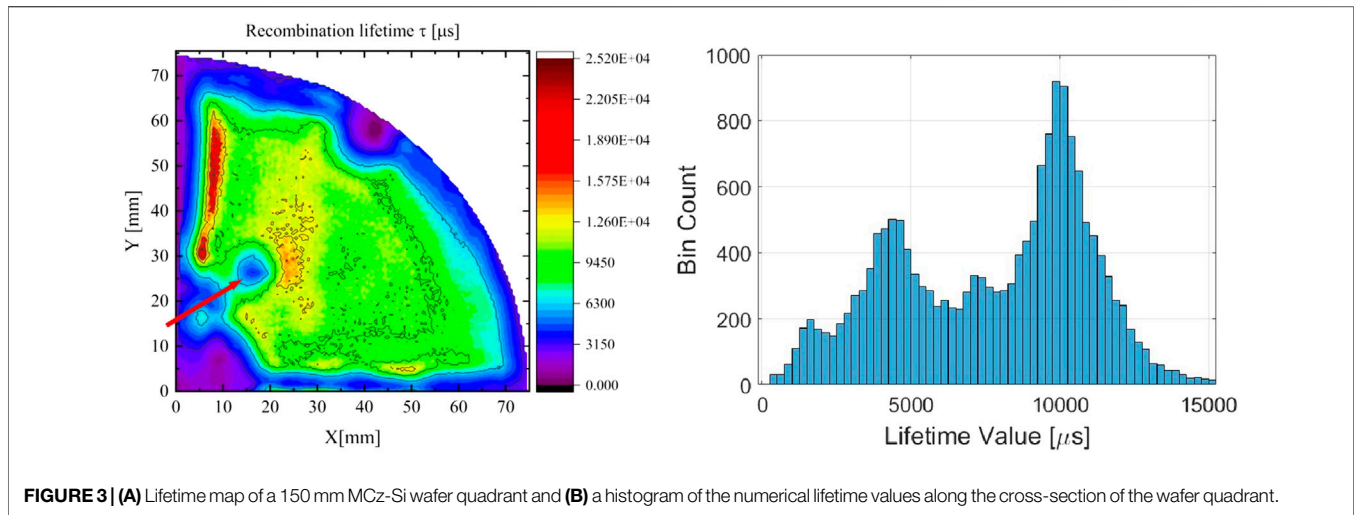 Recombination lifetime τ [µs]
70
60
50
40
30
20
10
0
Y [mm]
0 10 20 30 40 50 60 70
X[mm]
2.520E+04
2.205E+04
1.890E+04
1.575E+04
1.260E+04
9450
6300
3150
0.000
1000
800
600
400
200
0
Bin Count
0 5000 10000 15000
Lifetime Value [µs]
FIGURE 3 | (A) Lifetime map of a 150 mm MCz-Si wafer quadrant and (B) a histogram of the numerical lifetime values along the cross-section of the wafer quadrant.